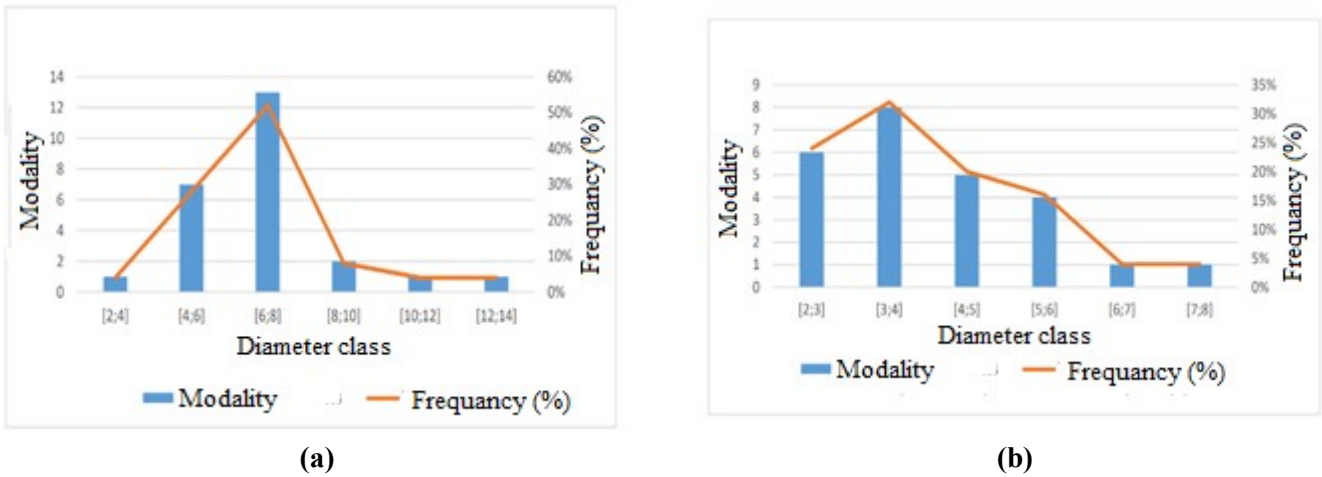 14
12
10
8
6
4
2
0
60%
50%
40%
30%
20%
10%
0%
Modality
Frequancy (%)
[2;4] [4;6] [6;8] [8;10] [10;12] [12;14]
Diameter class
Modality Frequancy (%)
(a)
9
8
7
6
5
4
3
2
1
0
35%
30%
25%
20%
15%
10%
5%
0%
Modality
Frequancy (%)
[2;3] [3;4] [4;5] [5;6] [6;7] [7;8]
Diameter class
Modality Frequancy (%)
(b)